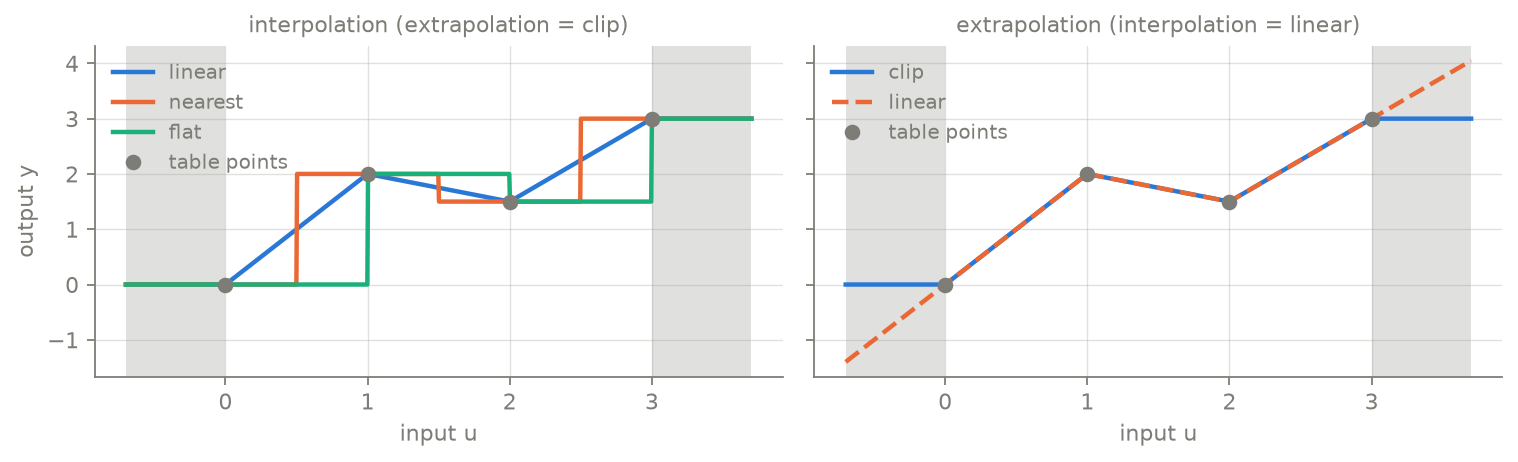 interpolation (extrapolation = clip)
linear
nearest
flat
table points
4
3
2
1
0
−1
output y
0
1
2
3
input u
extrapolation (interpolation = linear)
clip
linear
table points
0
1
2
3
input u